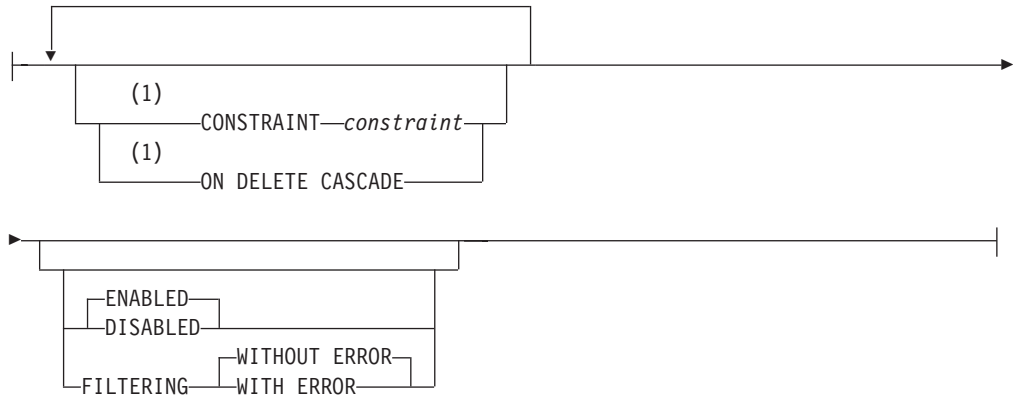 (1)
CONSTRAINT constraint
(1)
ON DELETE CASCADE
ENABLED
DISABLED
WITHOUT ERROR
FILTERING WITH ERROR